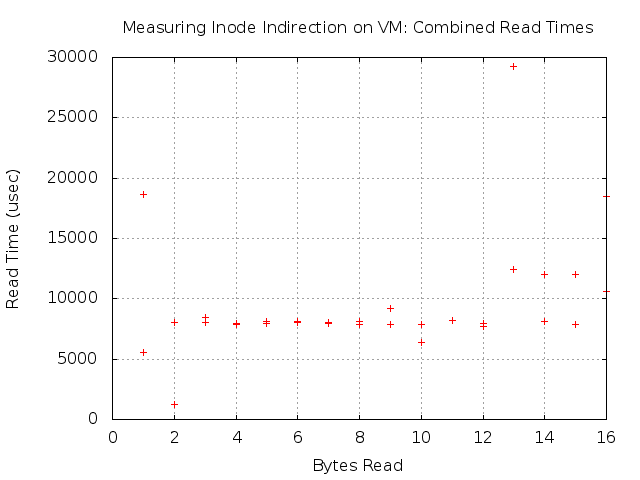 Measuring Inode Indirection on VM: Combined Read Times
30000
25000
20000
15000
10000
5000
0
Read Time (usec)
0 2 4 6 8 10 12 14 16
Bytes Read